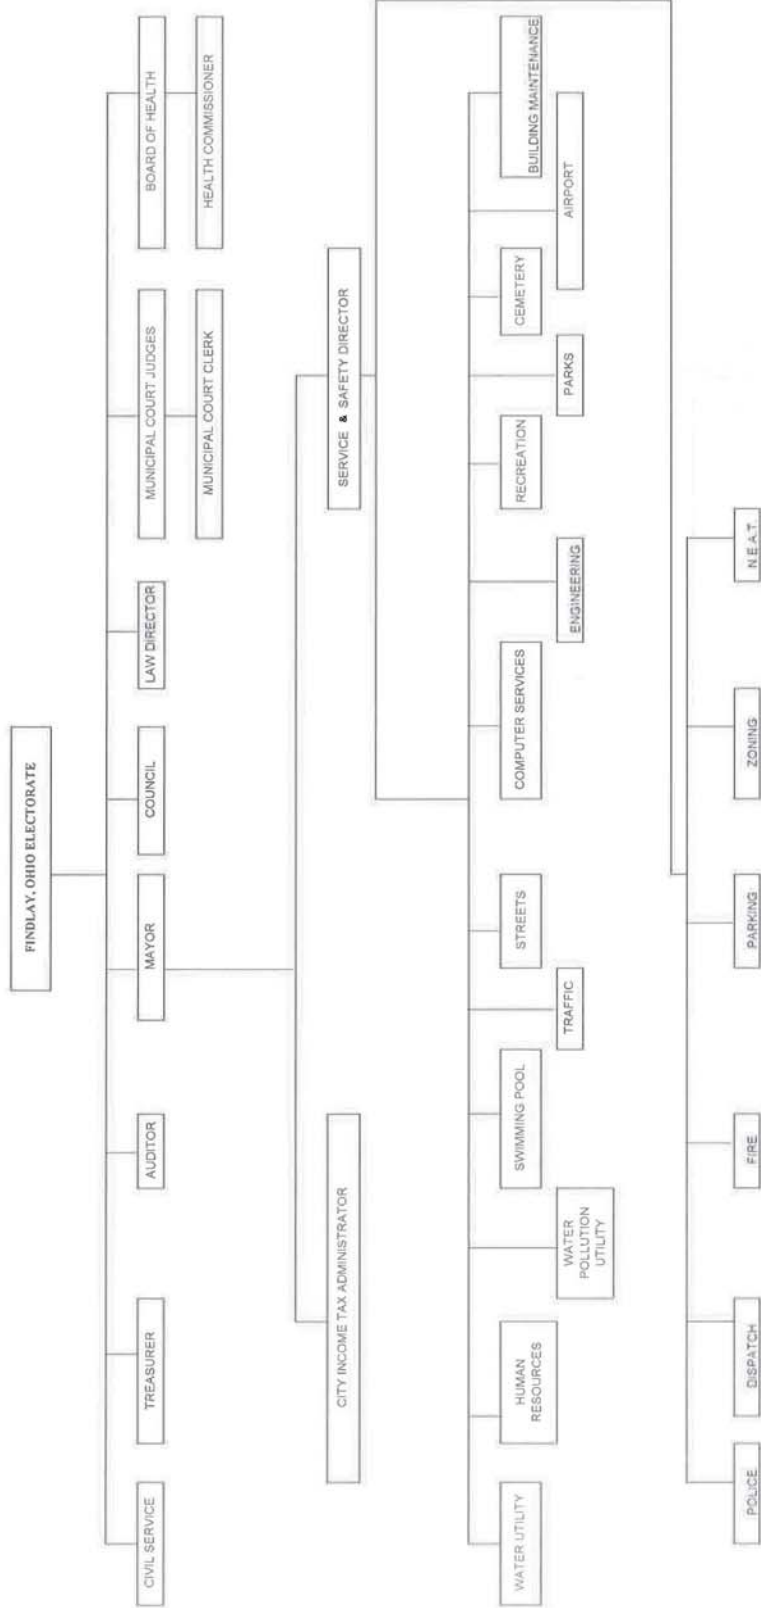 FINDLAY, OHIO ELECTORATE
CIVIL SERVICE
TREASURER
AUDITOR
MAYOR
COUNCIL
LAW DIRECTOR
MUNICIPAL COURT JUDGES
BOARD OF HEALTH
MUNICIPAL COURT CLERK
HEALTH COMMISSIONER
CITY INCOME TAX ADMINISTRATOR
SERVICE & SAFETY DIRECTOR
WATER UTILITY
HUMAN
RESOURCES
SWIMMING POOL
STREETS
COMPUTER SERVICES
RECREATION
CEMETERY
BUILDING MAINTENANCE
WATER
POLLUTION
UTILITY
TRAFFIC
ENGINEERING
PARKS
AIRPORT
POLICE
DISPATCH
FIRE
PARKING
ZONING
N.E.A.T.